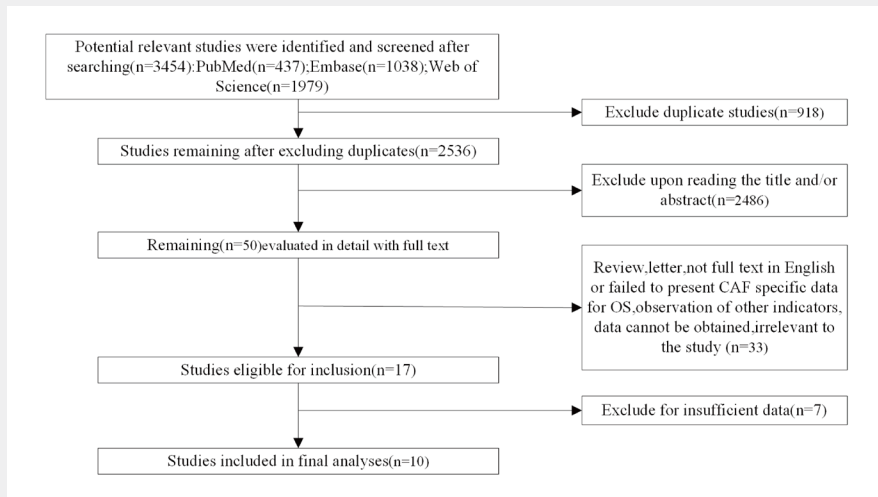 Potential relevant studies were identified and screened after
searching(n=3454):PubMed(n=437);Embase(n=1038);Web of
Science(n=1979)
Exclude duplicate studies(n=918)
Studies remaining after excluding duplicates(n=2536)
Exclude upon reading the title and/or
abstract(n=2486)
Remaining(n=50)evaluated in detail with full text
Review,letter,not full text in English
or failed to present CAF specific data
for OS,observation of other indicators,
data cannot be obtained,irrelevant to
the study (n=33)
Studies eligible for inclusion(n=17)
Exclude for insufficient data(n=7)
Studies included in final analyses(n=10)